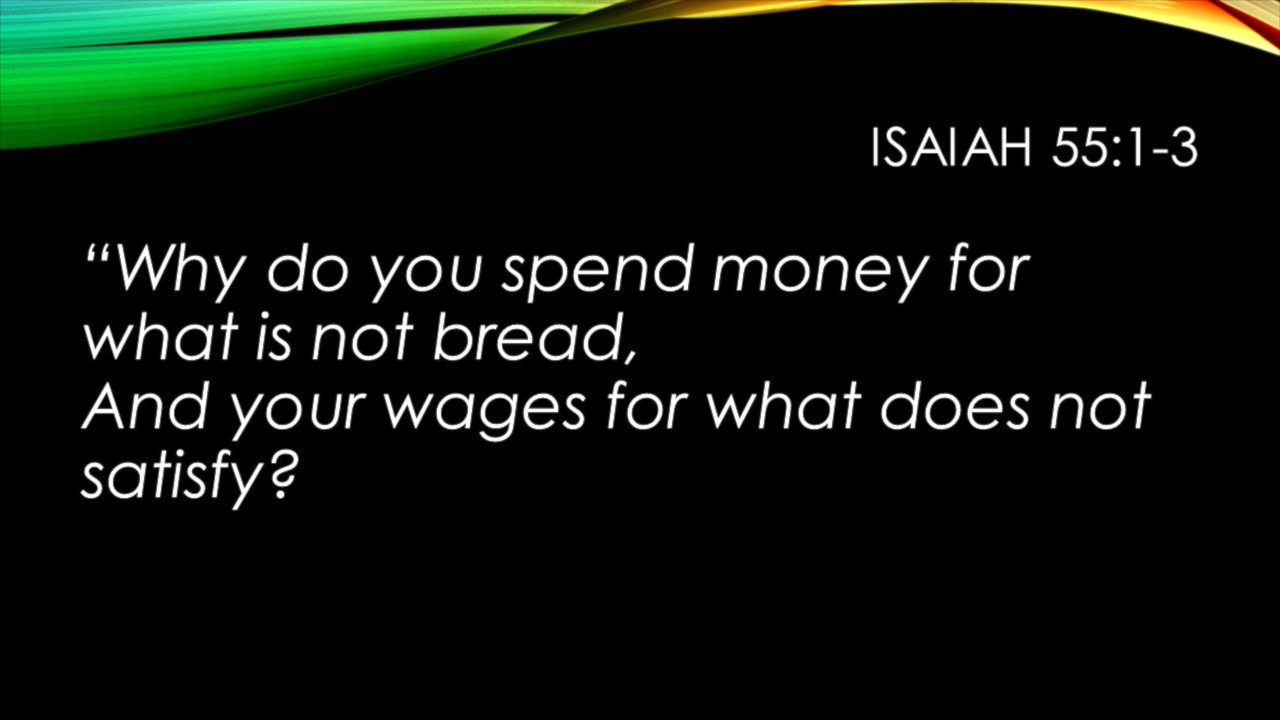 ISAIAH 55:1-3
“Why do you spend money for
what is not bread,
And your wages for what does not
satisfy?